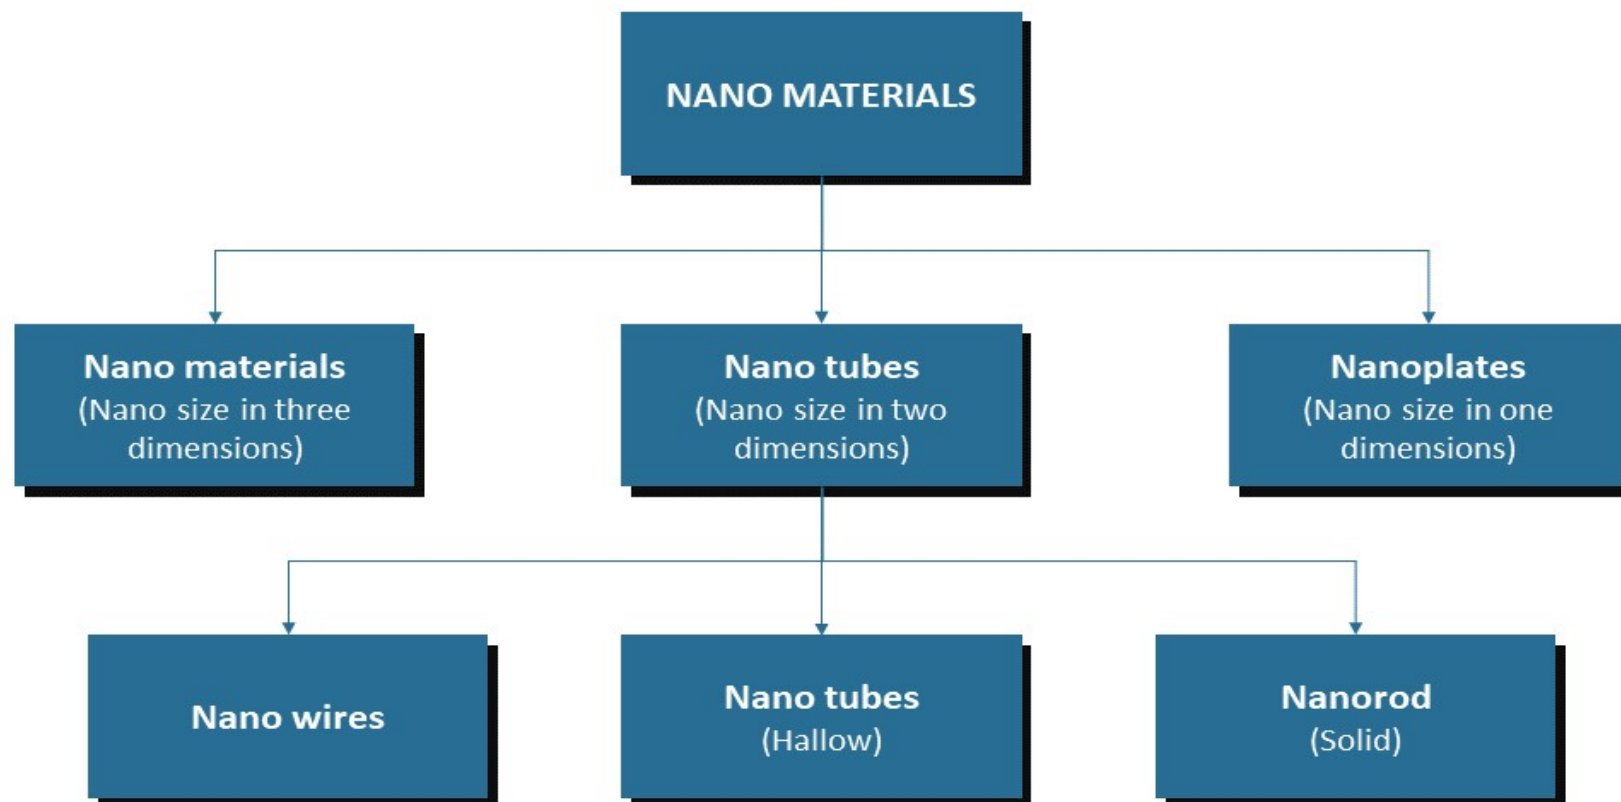 NANO MATERIALS
Nano materials
(Nano size in three
dimensions)
Nano tubes
(Nano size in two
dimensions)
Nanoplates
(Nano size in one
dimensions)
Nano wires
Nano tubes
(Hallow)
Nanorod
(Solid)